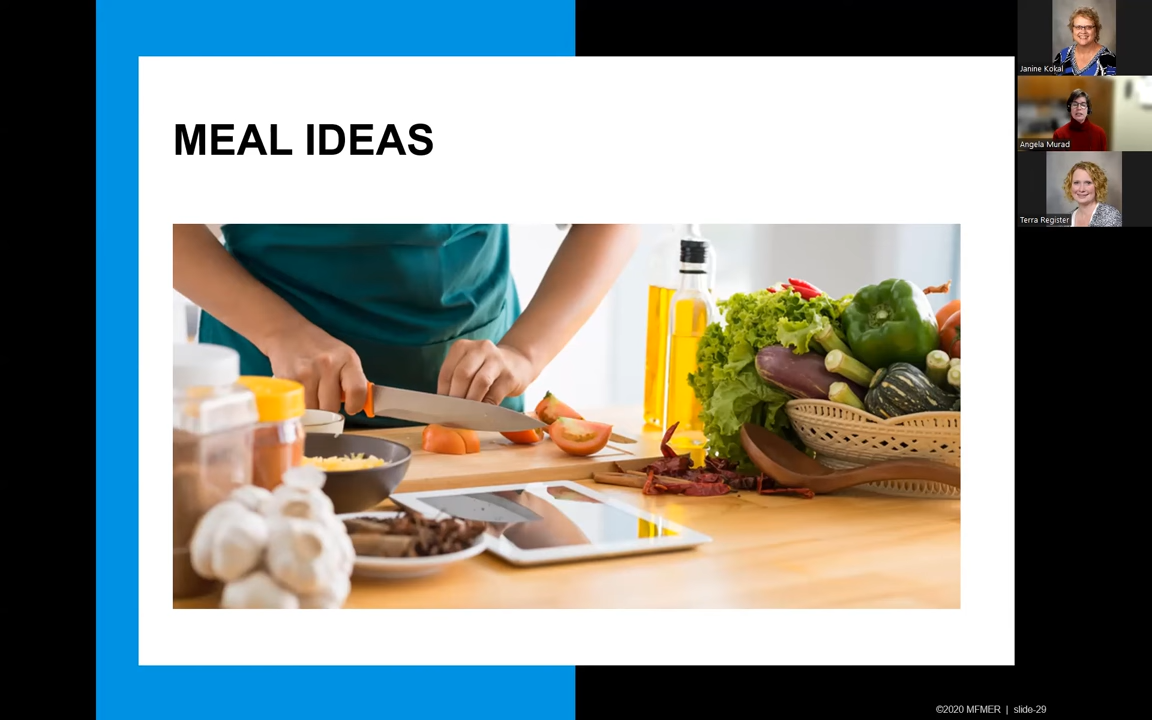 MEAL IDEAS
Janine Kokal
Angela Murad
Terra Register
©2020 MFMER | slide-29